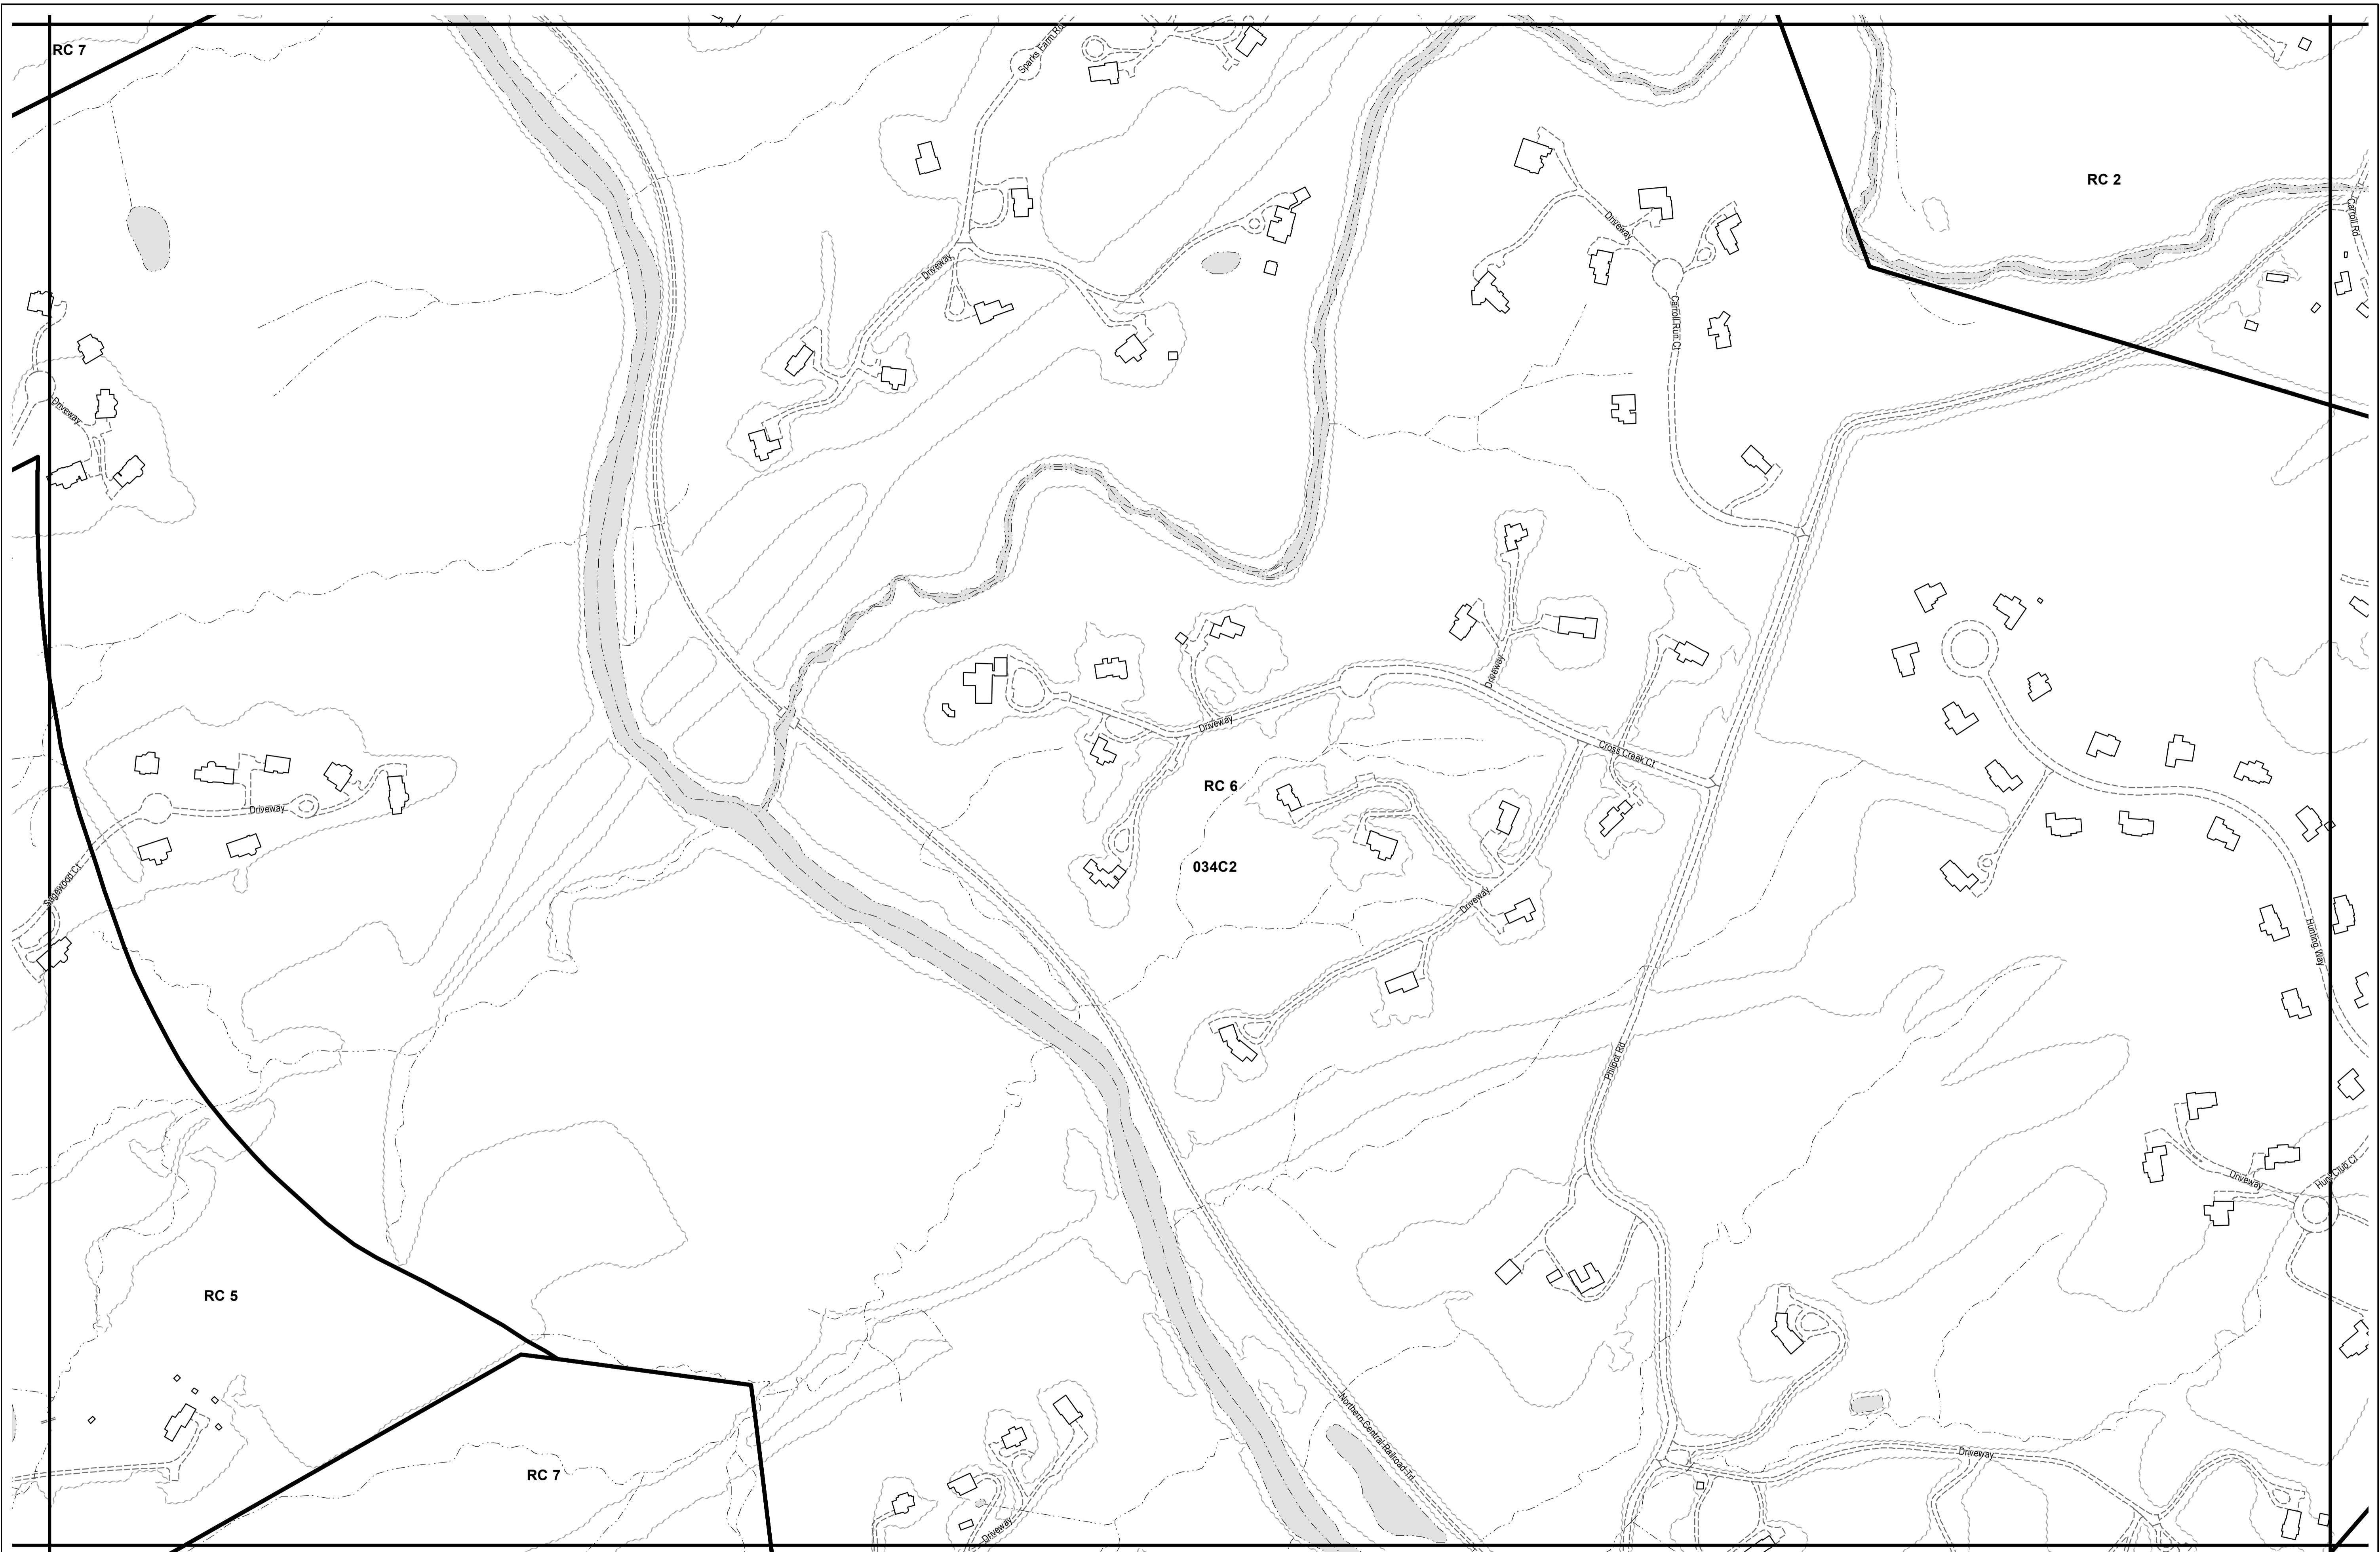 RC 7
Sparks Farm Rd
RC 2
Carroll Rd
Driveway
Driveway
Carroll Run Ct
Driveway
Driveway
Driveway
Cross Creek Ct
RC 6
Driveway
034C2
Sagewood Ct
Driveway
Hunting Way
Philpot Rd
Driveway
Hunt Club Ct
RC 5
Northern Central Railroad Trl
Driveway
RC 7
Driveway